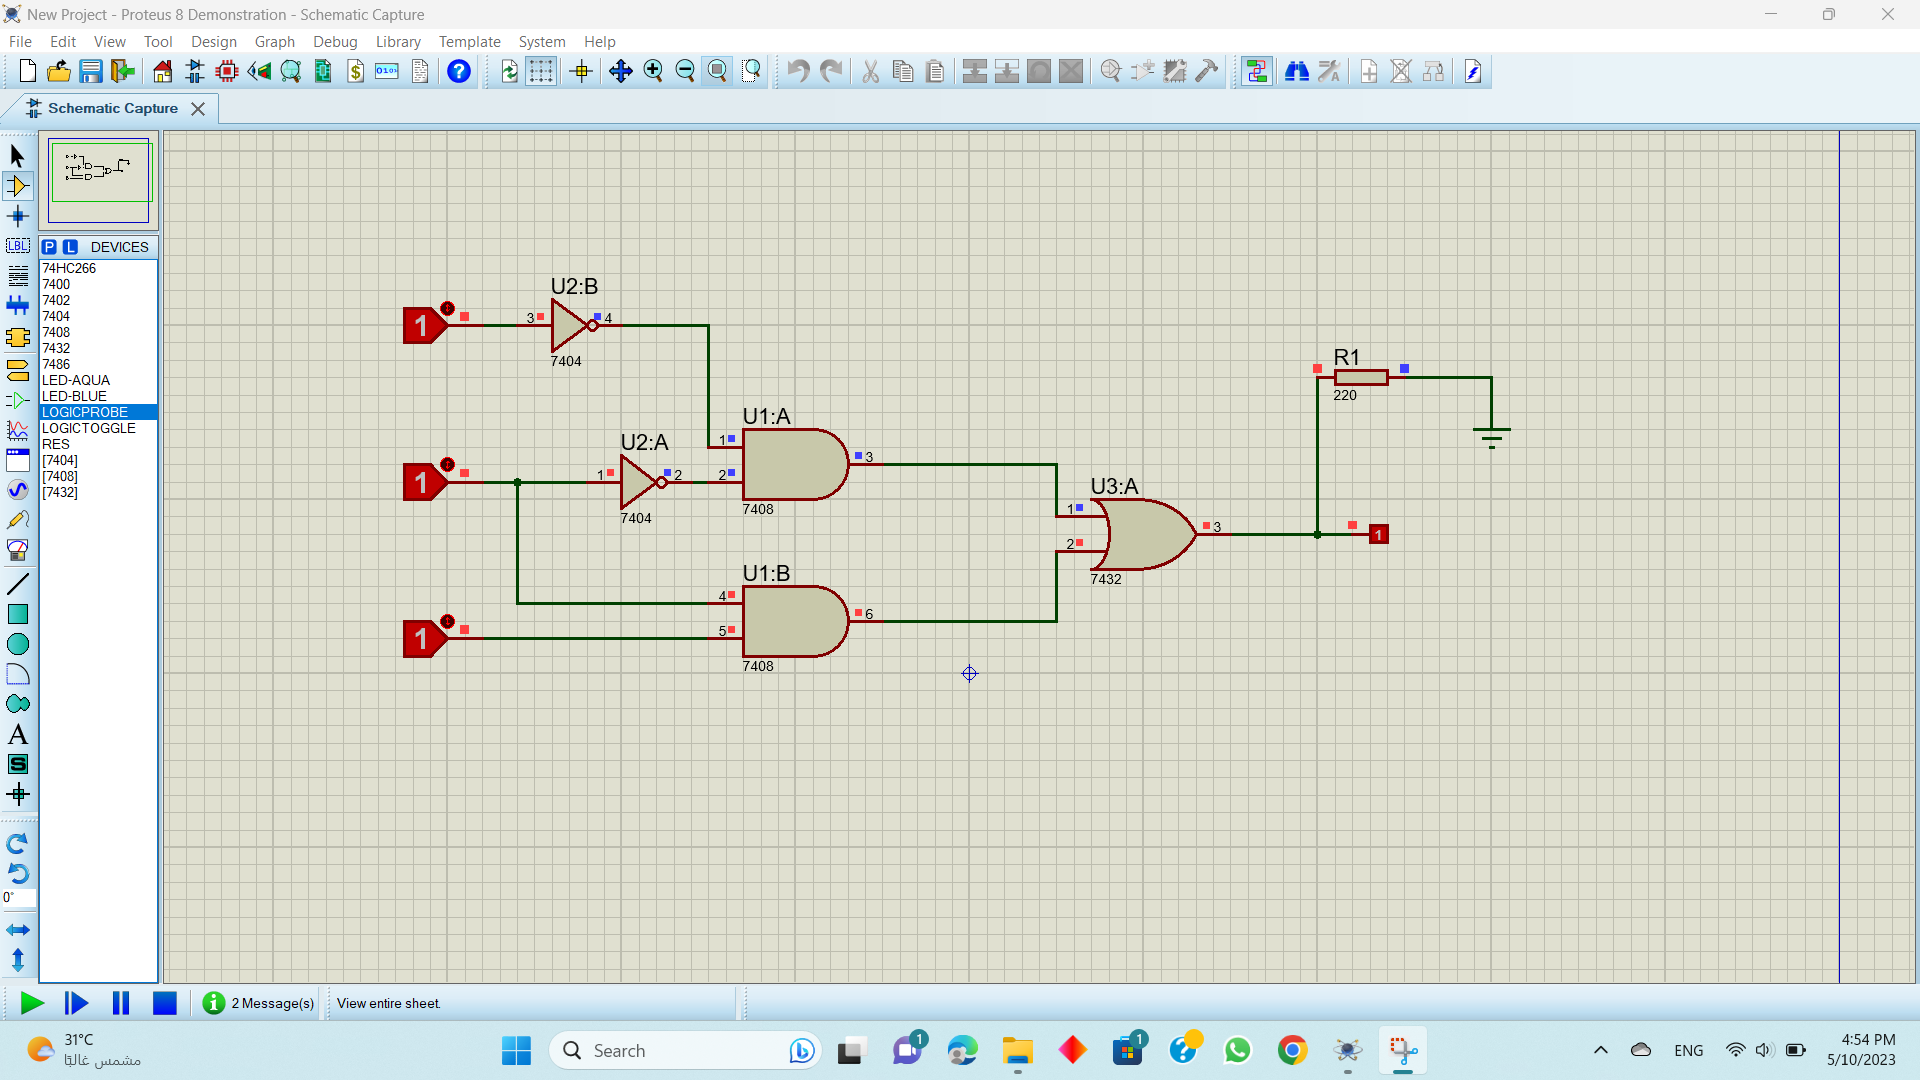 New Project - Proteus 8 Demonstration - Schematic Capture
File Edit View Tool Design Graph Debug Library Template System Help
Schematic Capture
P L DEVICES
74HC266
7400
7402
7404
7408
7432
7486
LED-AQUA
LED-BLUE
LOGICPROBE
LOGICTOGGLE
RES
[7404]
[7408]
[7432]
LBL
A
S
0°
$
0101
?
U2:B
1
3
4
7404
R1
220
U1:A
1
2
3
7408
U2:A
1
1
2
7404
U3:A
1
2
3
7432
1
U1:B
4
5
6
7408
1
2 Message(s)
View entire sheet.
31°C
مشمس غالبًا
Search
1
1
ENG
4:54 PM
5/10/2023